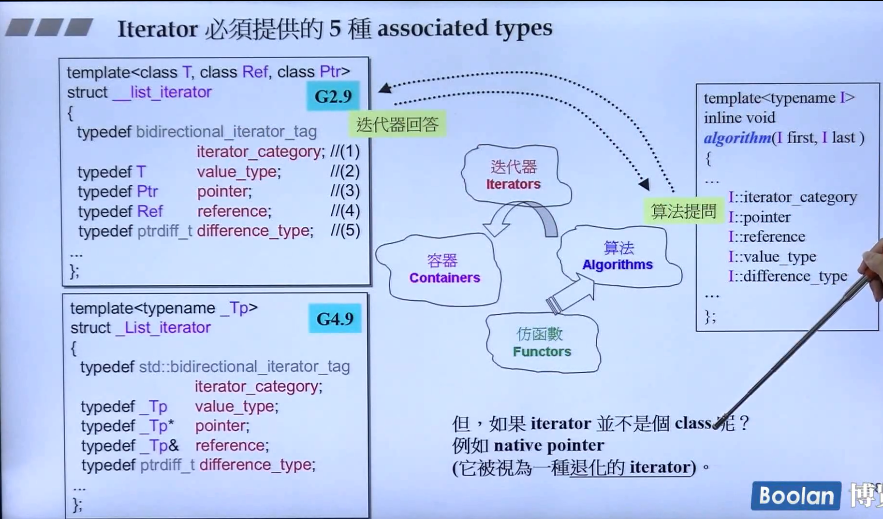 Iterator 必須提供的 5 種 associated types
template<class T, class Ref, class Ptr>
struct __list_iterator
G2.9
{
typedef bidirectional_iterator_tag
iterator_category; //(1)
typedef T value_type; //(2)
typedef Ptr pointer; //(3)
typedef Ref reference; //(4)
typedef ptrdiff_t difference_type; //(5)
...
};
template<typename _Tp>
struct _List_iterator
G4.9
{
typedef std::bidirectional_iterator_tag
iterator_category;
typedef _Tp value_type;
typedef _Tp* pointer;
typedef _Tp& reference;
typedef ptrdiff_t difference_type;
...
};
迭代器回答
迭代器
Iterators
算法提問
容器
Containers
算法
Algorithms
仿函數
Functors
template<typename I>
inline void
algorithm(I first, I last )
{
...
I::iterator_category
I::pointer
I::reference
I::value_type
I::difference_type
...
};
但，如果 iterator 並不是個 class 呢？
例如 native pointer
(它被視為一種退化的 iterator)。
Boolan 博